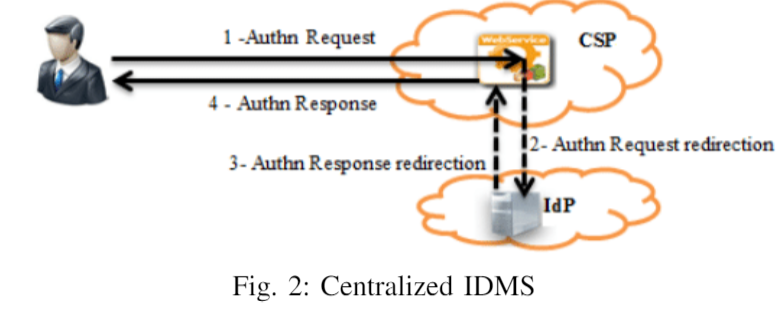 1 -Authn Request
WebService
CSP
4 - Authn Response
2- Authn Request redirection
3- Authn Response redirection
IdP
Fig. 2: Centralized IDMS